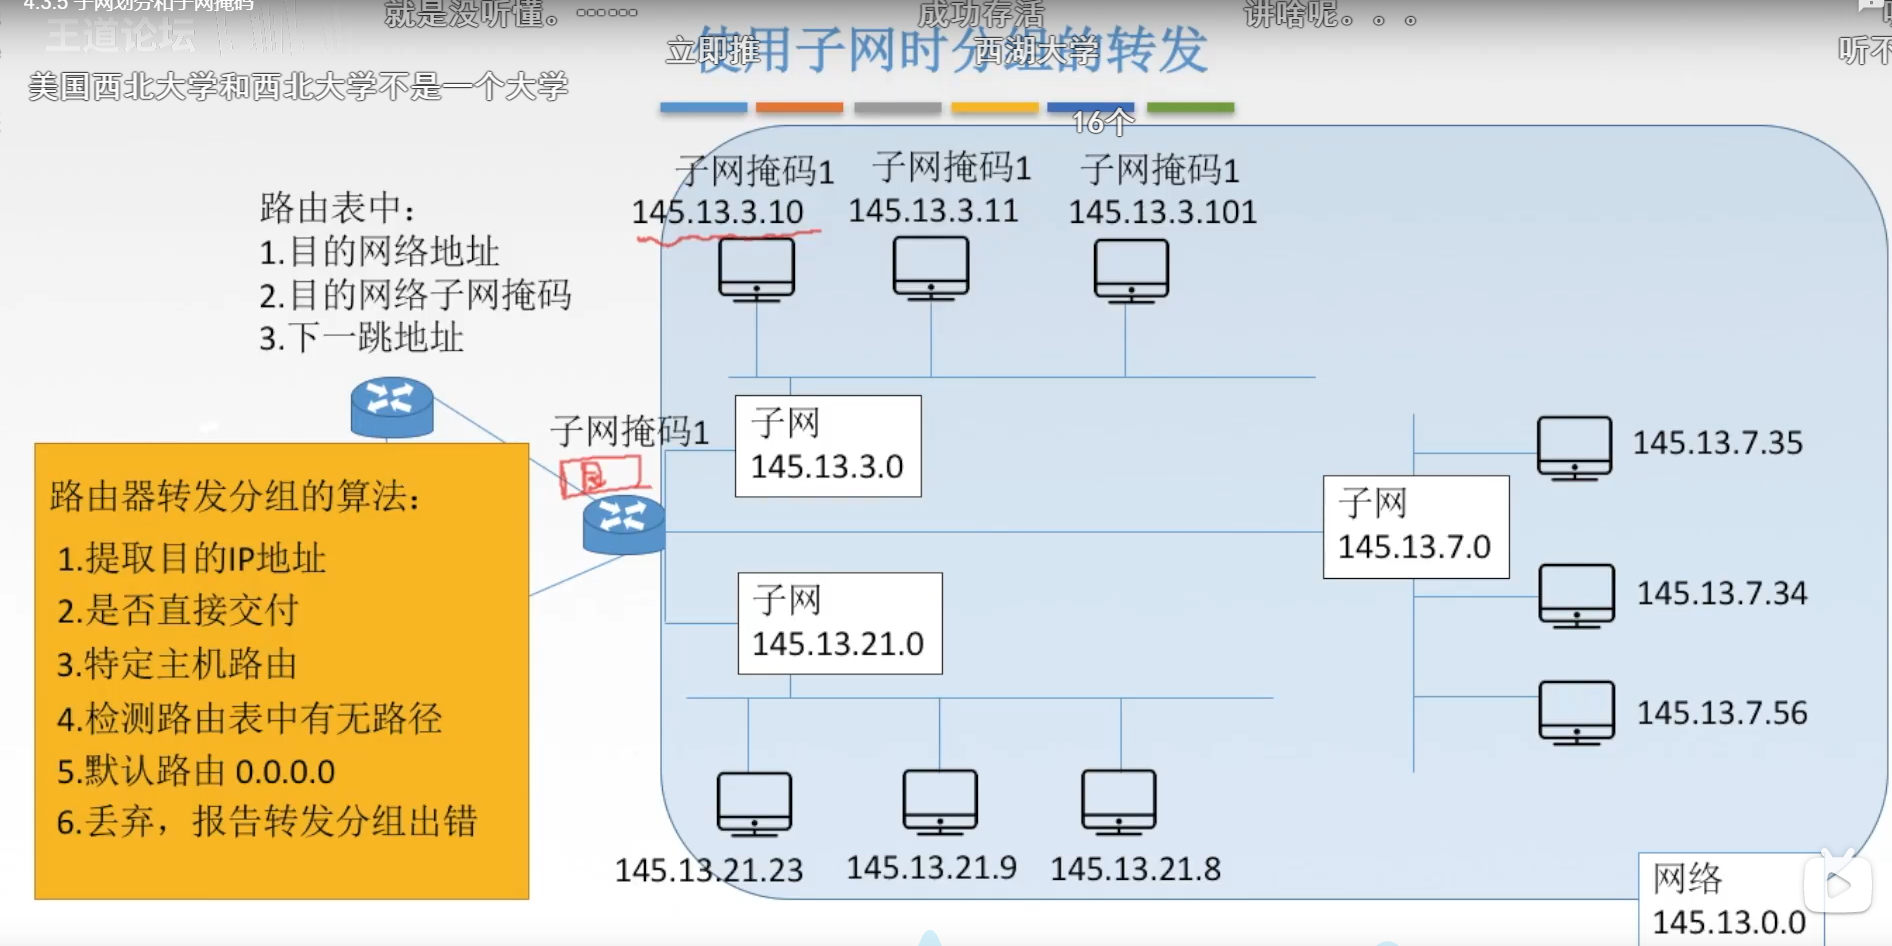 4.3.5 子网划分和子网掩码
就是没听懂。……
成功存活
讲啥呢。。。
王道论坛
立即推
西湖大学
听不
使用子网时分组的转发
美国西北大学和西北大学不是一个大学
16个
子网掩码1
子网掩码1
子网掩码1
145.13.3.10
145.13.3.11
145.13.3.101
路由表中：
1.目的网络地址
2.目的网络子网掩码
3.下一跳地址
子网掩码1
子网
145.13.3.0
145.13.7.35
子网
145.13.7.0
145.13.7.34
145.13.7.56
子网
145.13.21.0
路由器转发分组的算法：
1.提取目的IP地址
2.是否直接交付
3.特定主机路由
4.检测路由表中有无路径
5.默认路由 0.0.0.0
6.丢弃，报告转发分组出错
145.13.21.23
145.13.21.9
145.13.21.8
网络
145.13.0.0